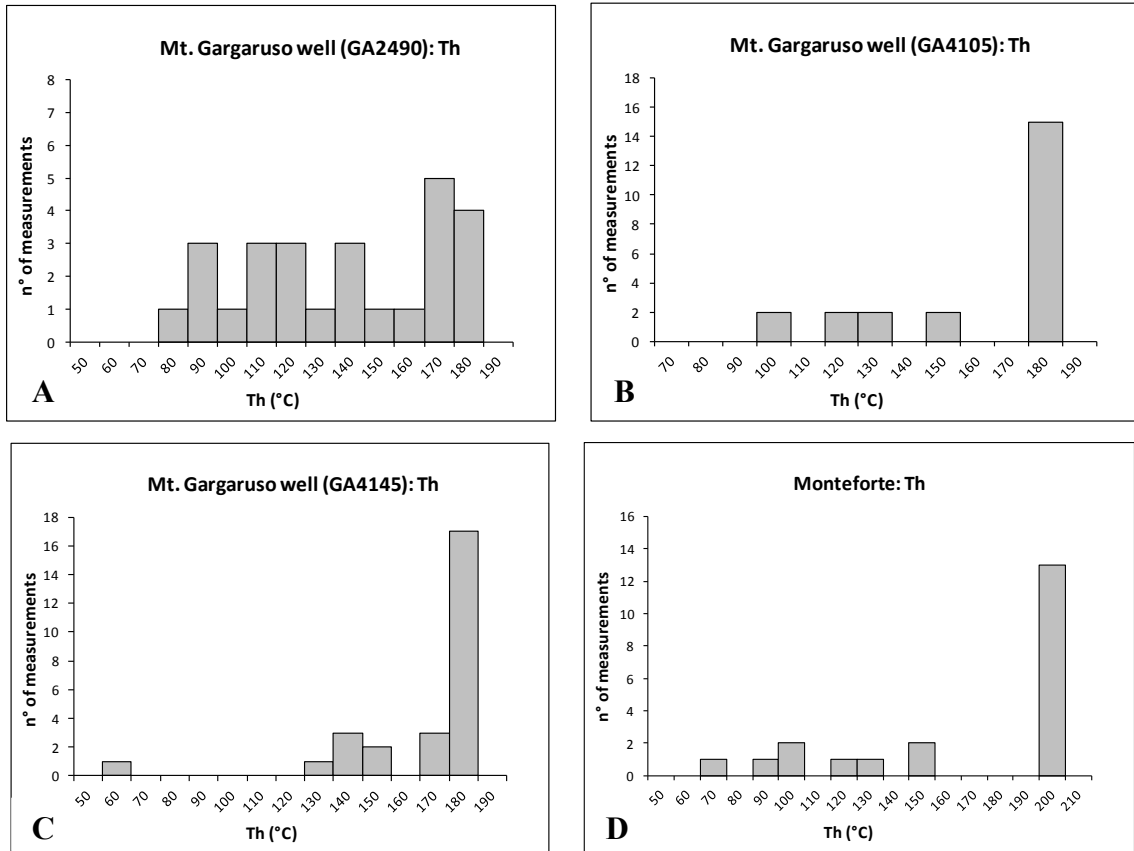 Mt. Gargaruso well (GA2490): Th
n° of measurements
8
7
6
5
4
3
2
1
0
50 60 70 80 90 100 110 120 130 140 150 160 170 180 190
Th (°C)
A
Mt. Gargaruso well (GA4105): Th
n° of measurements
18
16
14
12
10
8
6
4
2
0
70 80 90 100 110 120 130 140 150 160 170 180 190
Th (°C)
B
Mt. Gargaruso well (GA4145): Th
n° of measurements
18
16
14
12
10
8
6
4
2
0
50 60 70 80 90 100 110 120 130 140 150 160 170 180 190
Th (°C)
C
Monteforte: Th
n° of measurements
16
14
12
10
8
6
4
2
0
50 60 70 80 90 100 110 120 130 140 150 160 170 180 190 200 210
Th (°C)
D